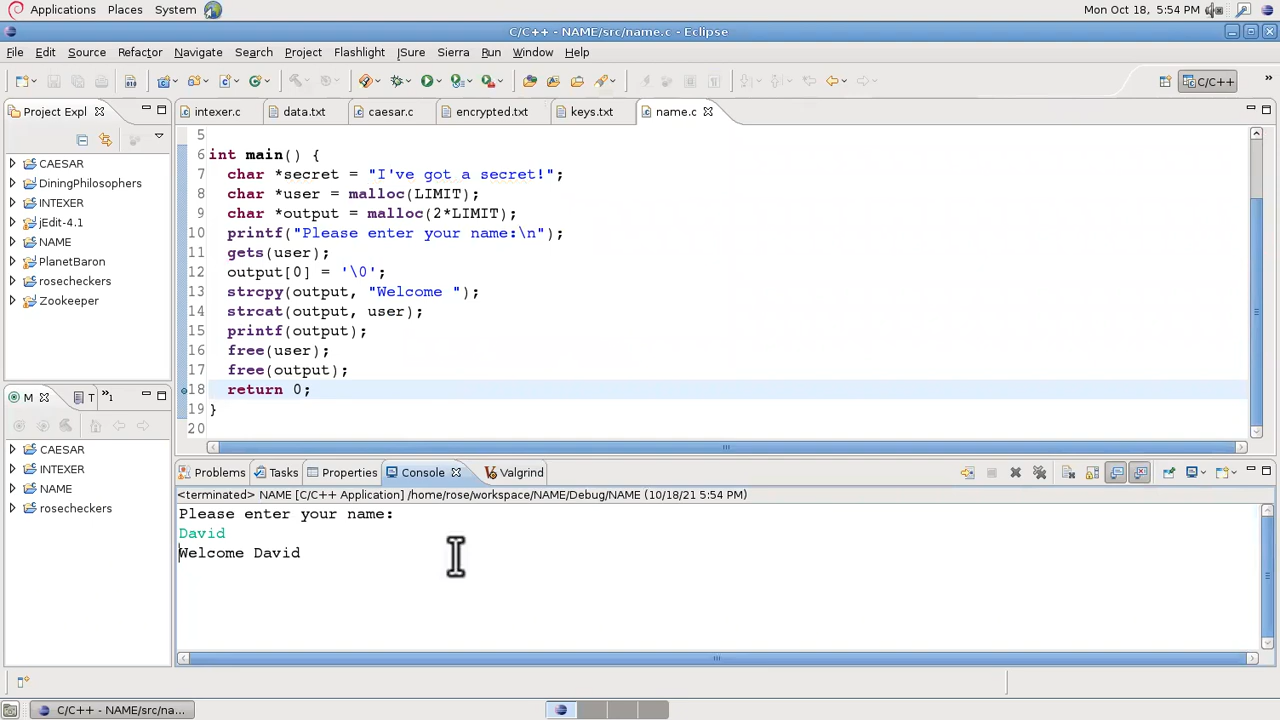 Applications Places System Mon Oct 18, 5:54 PM
C/C++ - NAME/src/name.c - Eclipse
File Edit Source Refactor Navigate Search Project Flashlight JSure Sierra Run Window Help
C/C++ »
Project Expl intexer.c data.txt caesar.c encrypted.txt keys.txt name.c
CAESAR
DiningPhilosophers
INTEXER
jEdit-4.1
NAME
PlanetBaron
rosecheckers
Zookeeper
5
6 int main() {
7 char *secret = "I've got a secret!";
8 char *user = malloc(LIMIT);
9 char *output = malloc(2*LIMIT);
10 printf("Please enter your name:\n");
11 gets(user);
12 output[0] = '\0';
13 strcpy(output, "Welcome ");
14 strcat(output, user);
15 printf(output);
16 free(user);
17 free(output);
18 return 0;
19 }
20
M T »1
CAESAR
INTEXER
NAME
rosecheckers
Problems Tasks Properties Console Valgrind
<terminated> NAME [C/C++ Application] /home/rose/workspace/NAME/Debug/NAME (10/18/21 5:54 PM)
Please enter your name:
David
Welcome David
C/C++ - NAME/src/na...